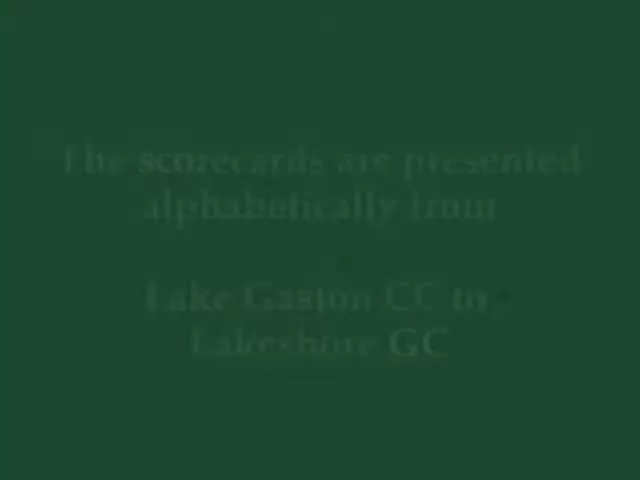 The scorecards are presented
alphabetically from
Lake Gaston CC to
Lakeshore GC